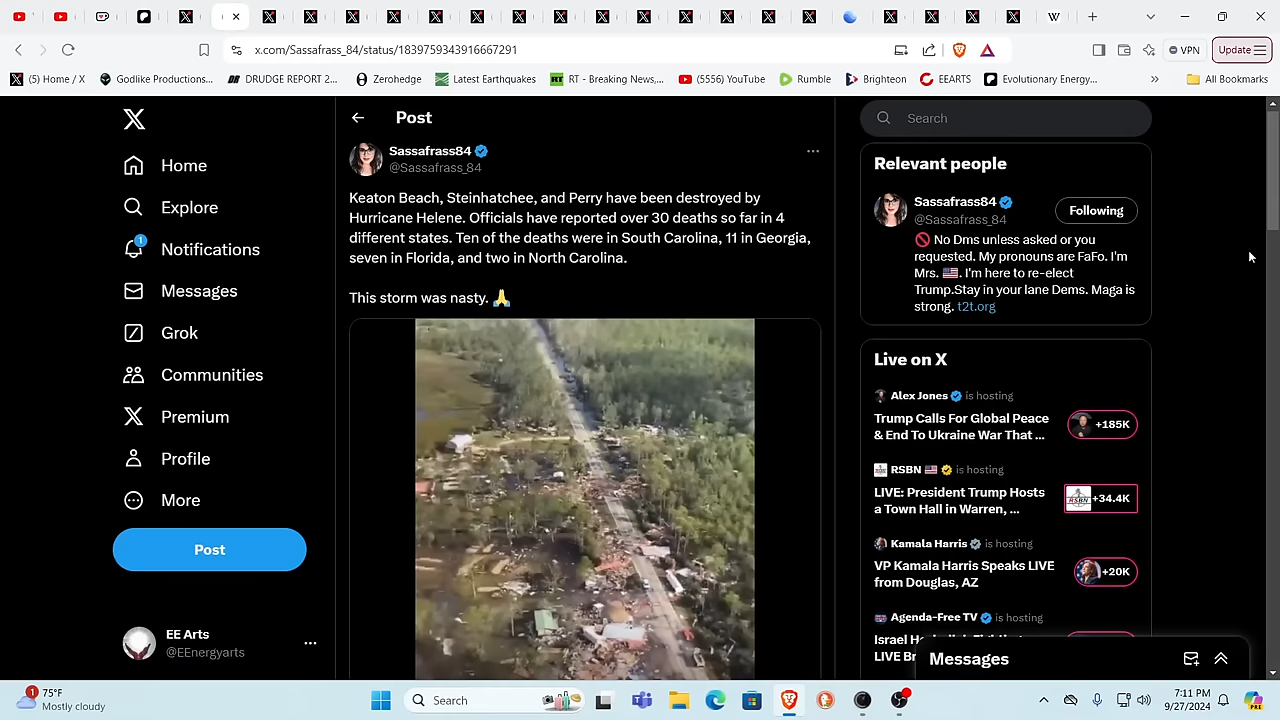 x.com/Sassafrass_84/status/1839759343916667291
VPN
Update
(5) Home / X
Godlike Productions...
DRUDGE REPORT 2...
Zerohedge
Latest Earthquakes
RT - Breaking News,...
(5556) YouTube
Rumble
Brighteon
EEARTS
Evolutionary Energy...
All Bookmarks
Home
Explore
1
Notifications
Messages
Grok
Communities
Premium
Profile
More
Post
EE Arts
@EEnergyarts
Post
Sassafrass84
@Sassafrass_84
Keaton Beach, Steinhatchee, and Perry have been destroyed by
Hurricane Helene. Officials have reported over 30 deaths so far in 4
different states. Ten of the deaths were in South Carolina, 11 in Georgia,
seven in Florida, and two in North Carolina.
This storm was nasty. 🙏
Search
Relevant people
Sassafrass84
@Sassafrass_84
Following
🚫 No Dms unless asked or you
requested. My pronouns are FaFo. I'm
Mrs. 🇺🇸. I'm here to re-elect
Trump.Stay in your lane Dems. Maga is
strong. t2t.org
Live on X
Alex Jones is hosting
Trump Calls For Global Peace
& End To Ukraine War That ...
+185K
RSBN 🇺🇸 is hosting
LIVE: President Trump Hosts
a Town Hall in Warren, ...
RSBN
+34.4K
Kamala Harris is hosting
VP Kamala Harris Speaks LIVE
from Douglas, AZ
+20K
Agenda-Free TV is hosting
Israel
LIVE
Messages
1
75°F
Mostly cloudy
Search
7:11 PM
9/27/2024
PRE